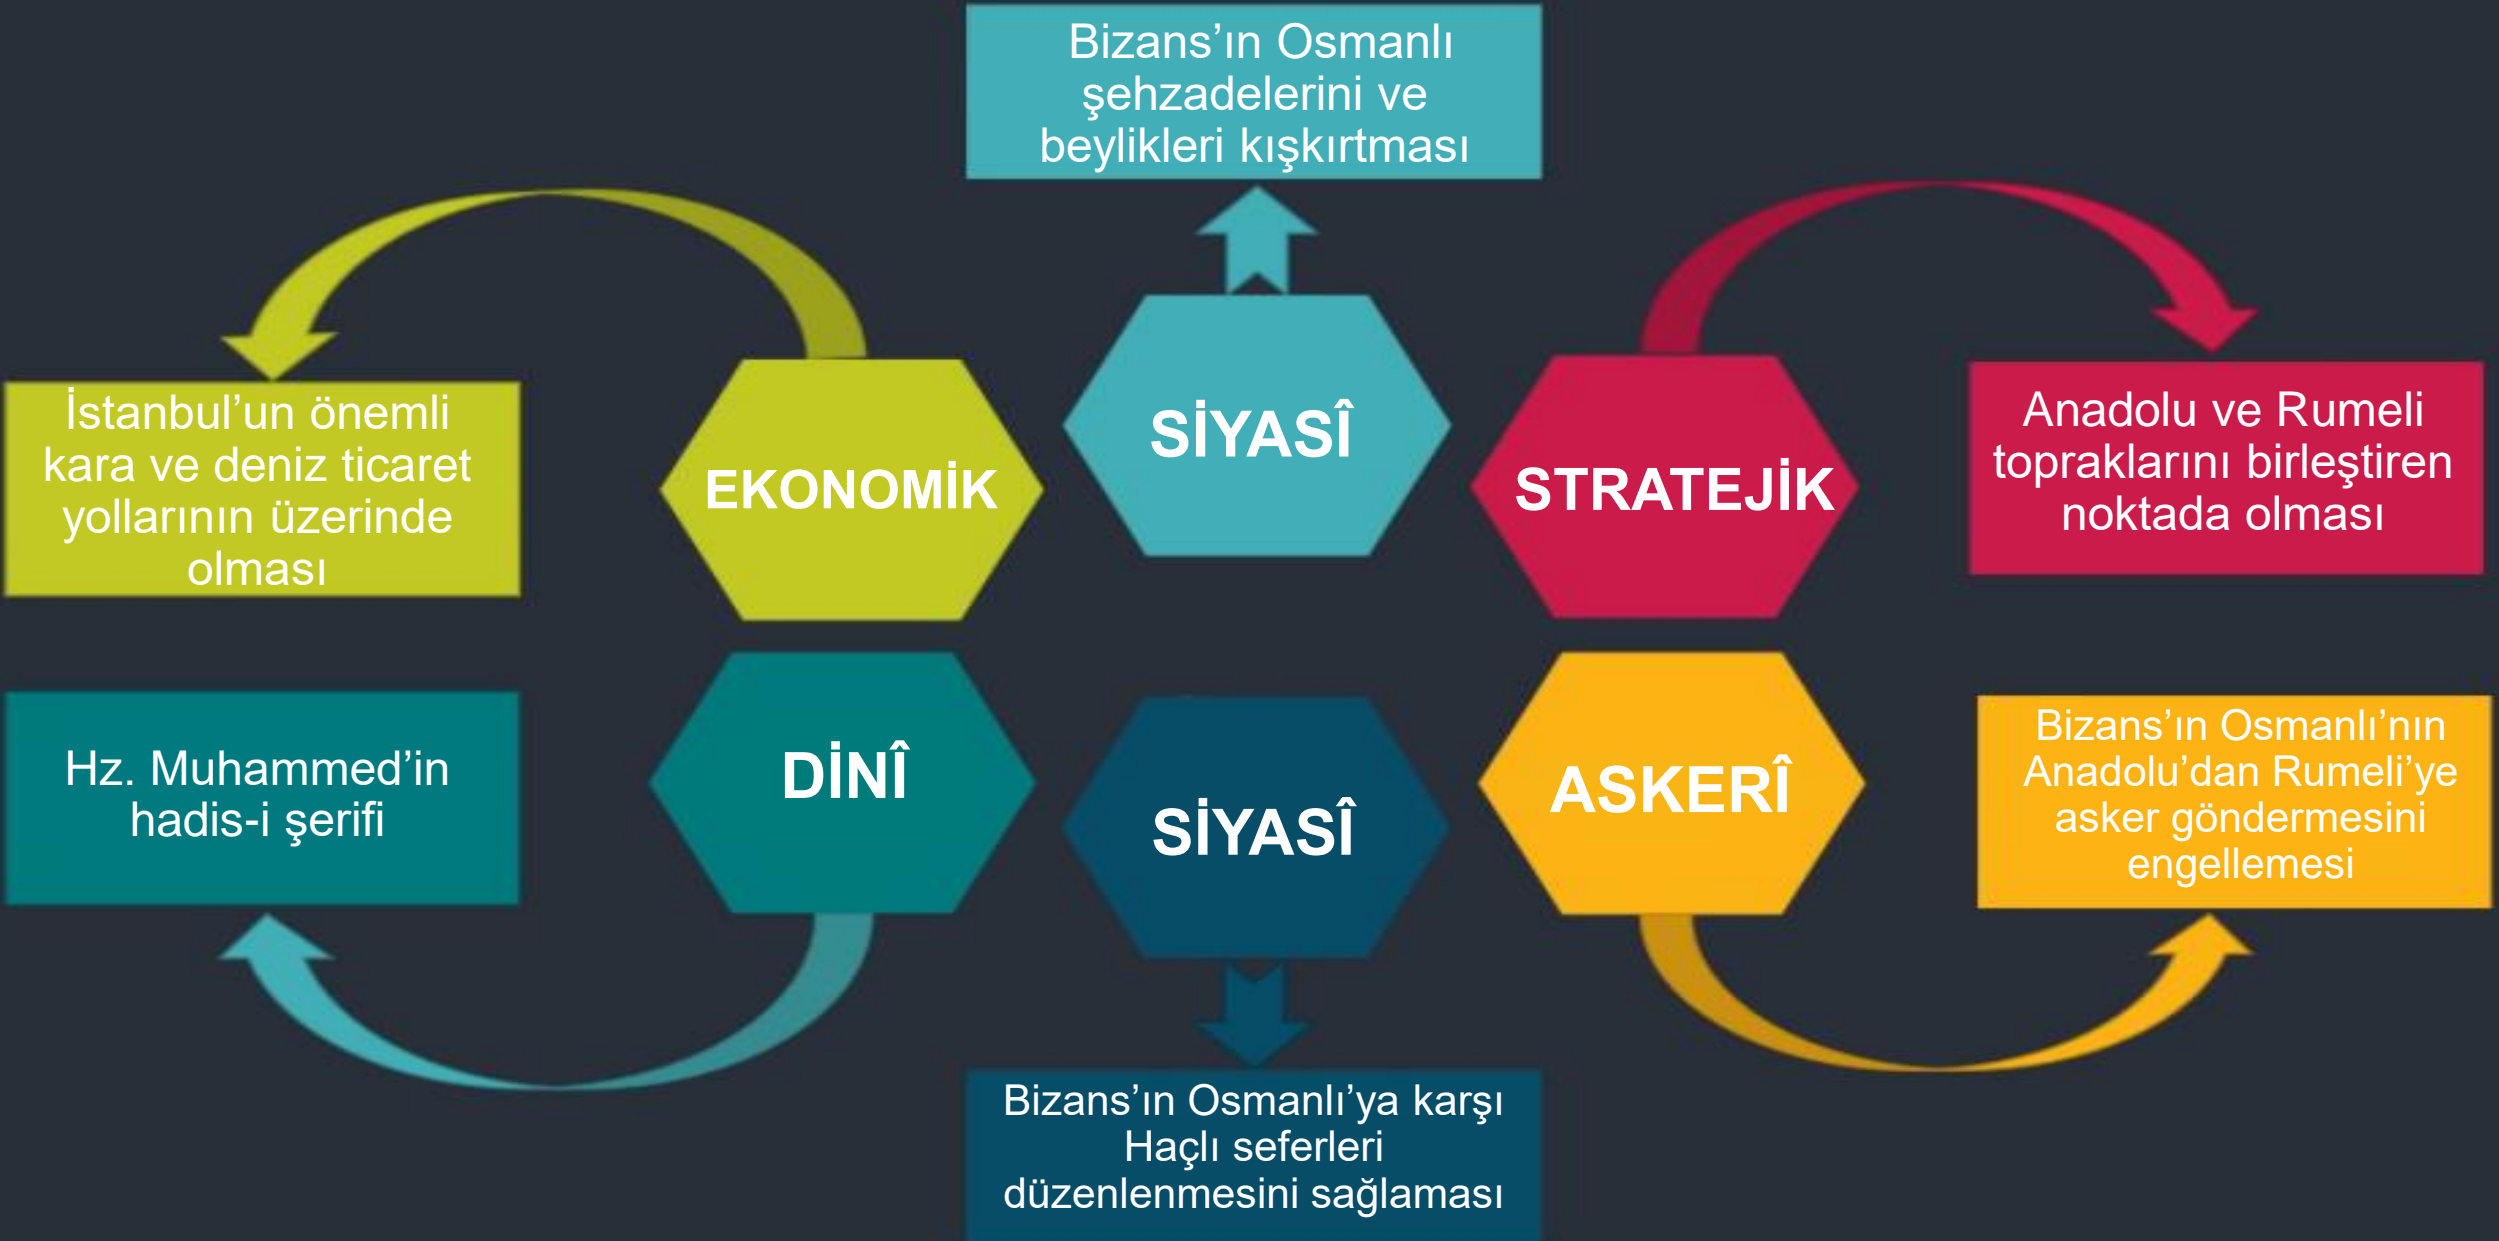 Bizans’ın Osmanlı
şehzadelerini ve
beylikleri kışkırtması
SİYASÎ
EKONOMİK
İstanbul’un önemli
kara ve deniz ticaret
yollarının üzerinde
olması
STRATEJİK
Anadolu ve Rumeli
topraklarını birleştiren
noktada olması
DİNÎ
Hz. Muhammed’in
hadis-i şerifi
SİYASÎ
Bizans’ın Osmanlı’ya karşı
Haçlı seferleri
düzenlenmesini sağlaması
ASKERÎ
Bizans’ın Osmanlı’nın
Anadolu’dan Rumeli’ye
asker göndermesini
engellemesi